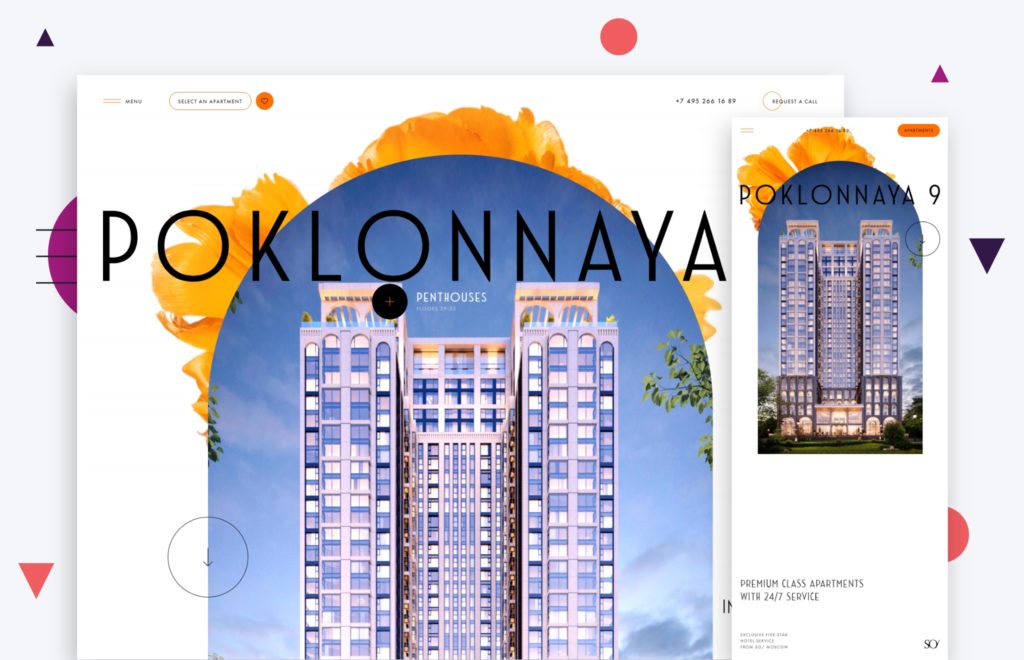 MENU
SELECT AN APARTMENT
+7 495 266 16 89
REQUEST A CALL
POKLONNAYA
PENTHOUSES
FLOORS 29-30
IN
+7 495 266 16 89
APARTMENTS
POKLONNAYA 9
PREMIUM CLASS APARTMENTS
WITH 24/7 SERVICE
EXCLUSIVE FIVE-STAR
HOTEL SERVICE
FROM SO/ MOSCOW
SO/